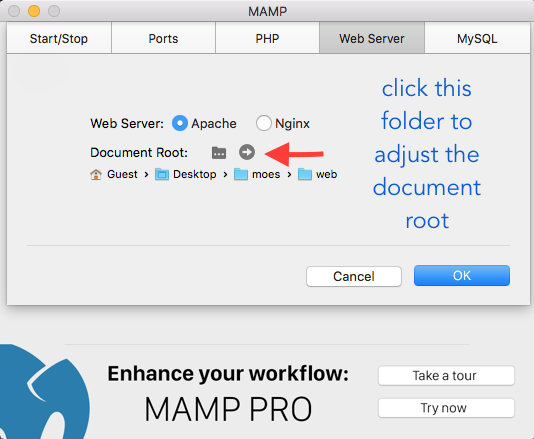 MAMP
Start/Stop Ports PHP Web Server MySQL
Web Server: Apache Nginx
Document Root:
Guest > Desktop > moes > web
click this
folder to
adjust the
document
root
Cancel OK
Enhance your workflow:
MAMP PRO
Take a tour
Try now